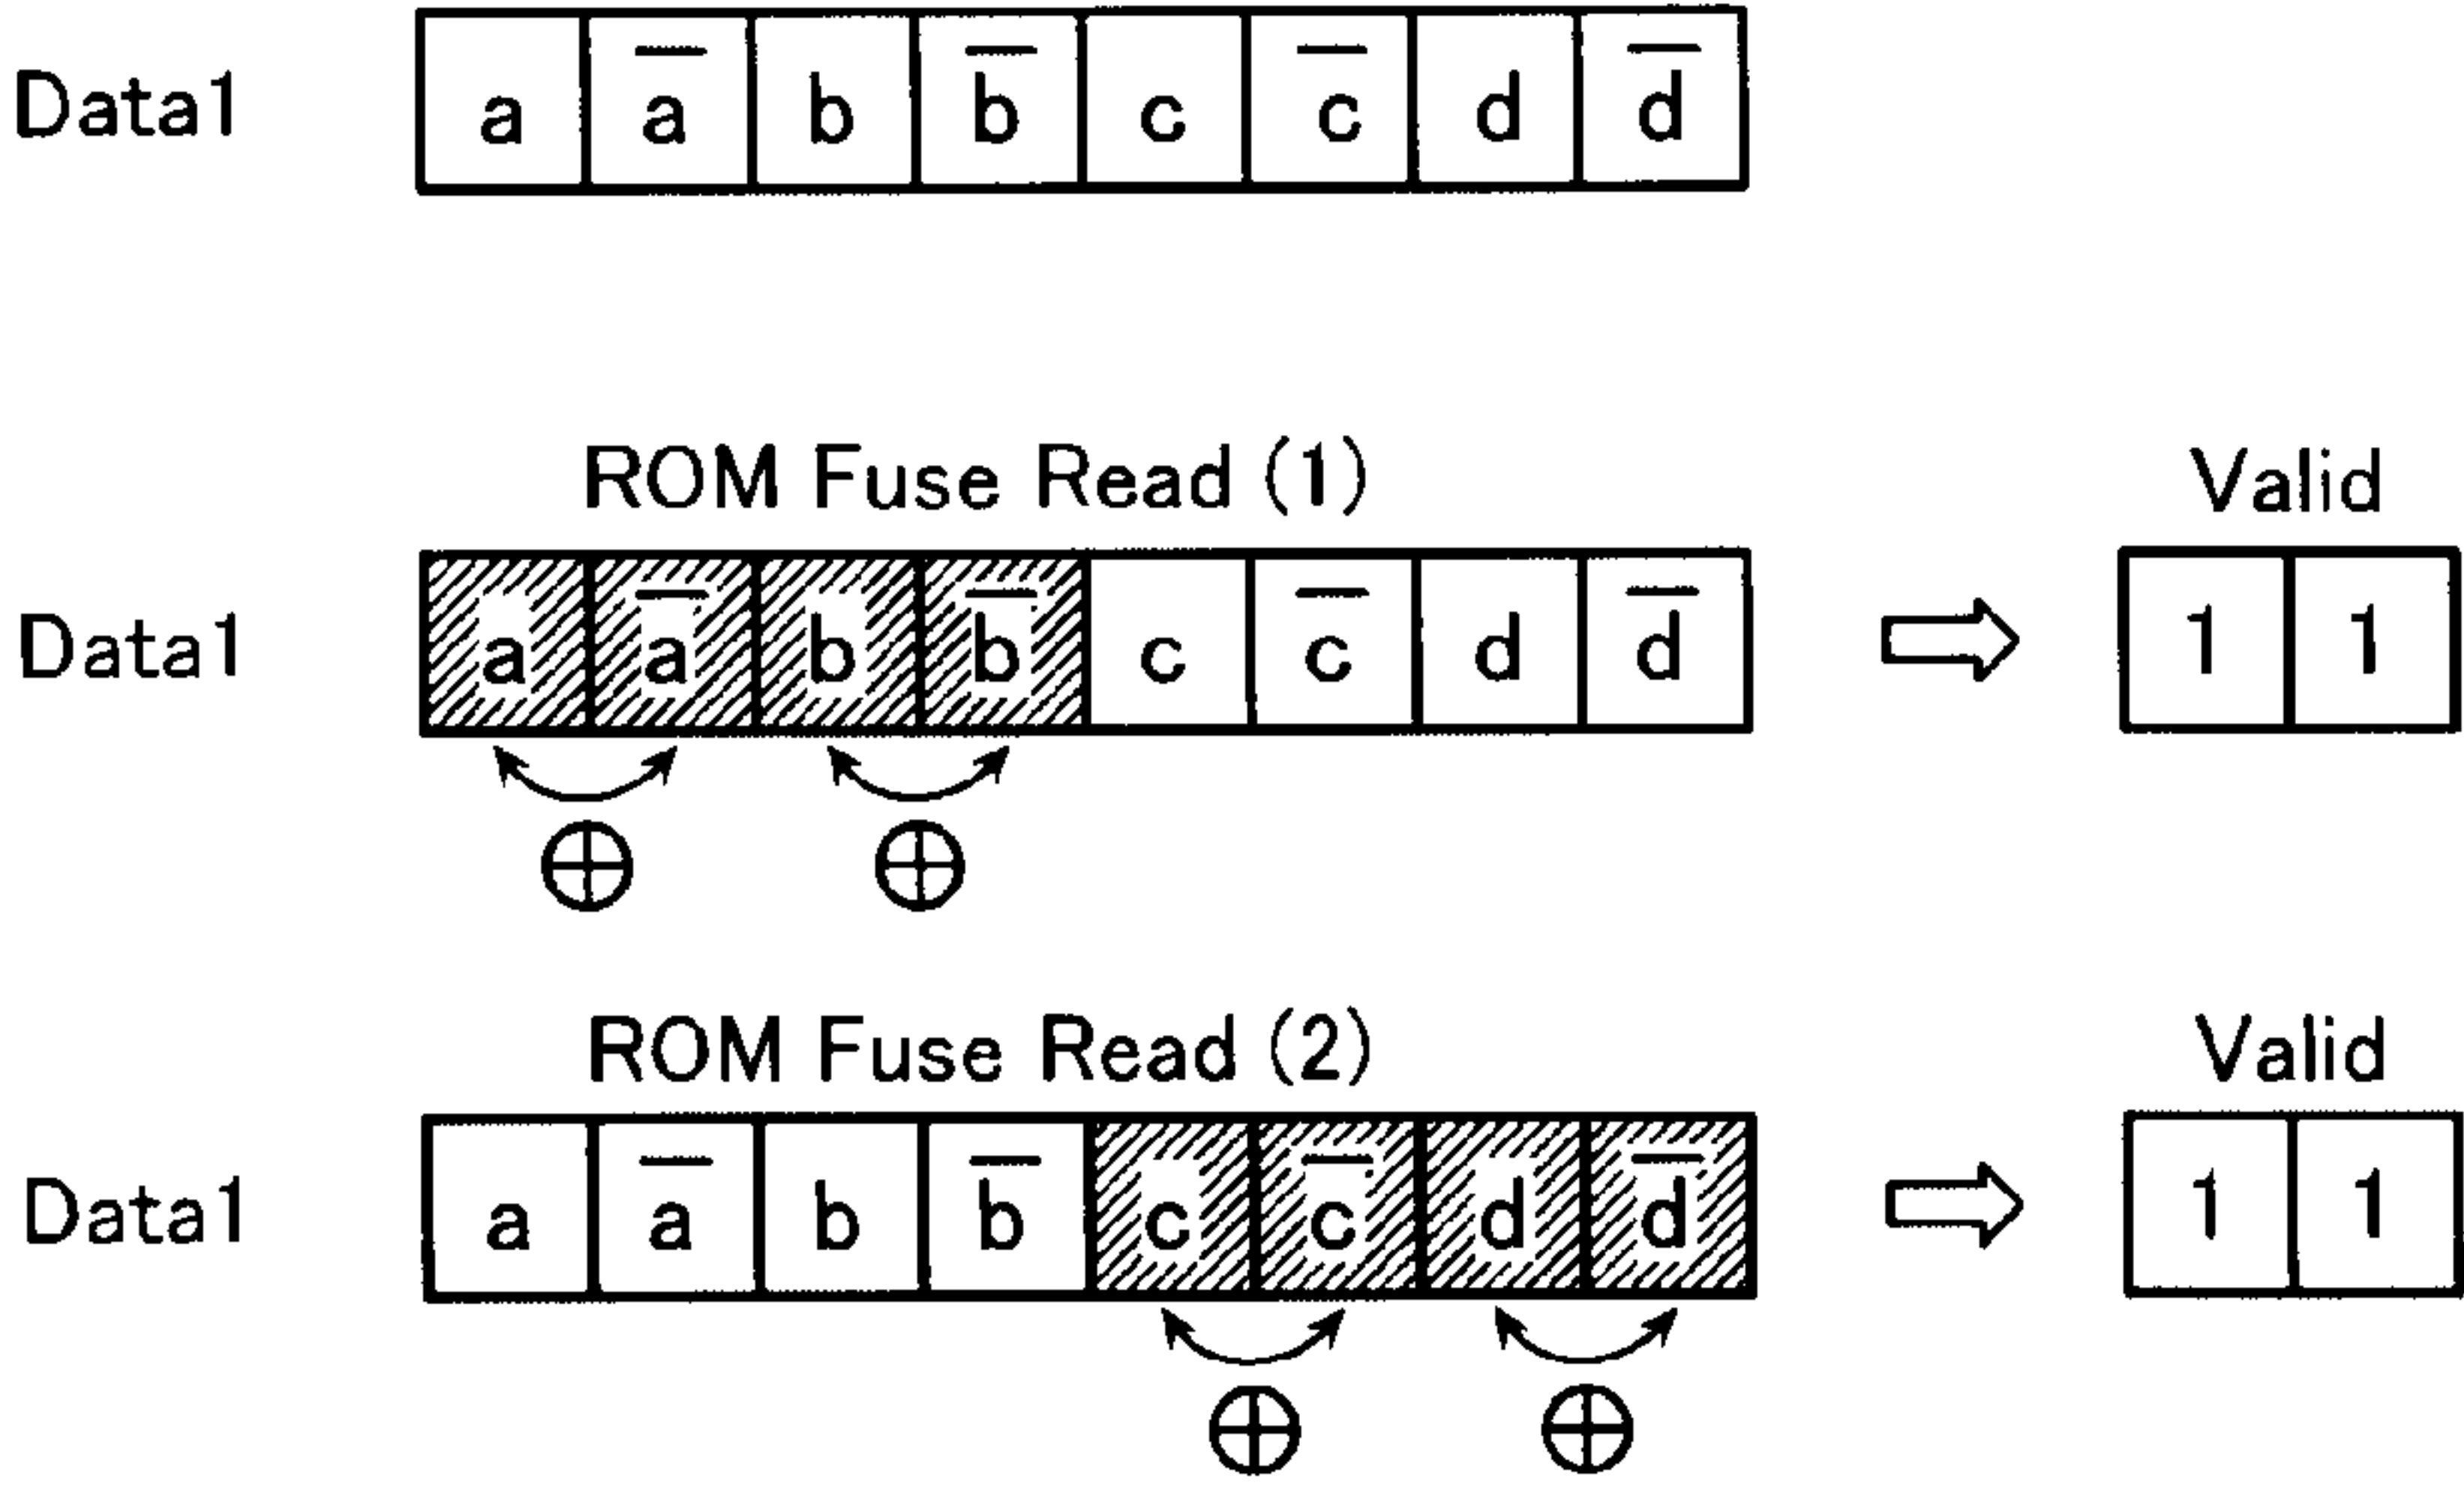 Data1 a a̅ b b̅ c c̅ d d̅
ROM Fuse Read (1) Valid
Data1 a a̅ b b̅ c c̅ d d̅ ⇨ 1 1
⊕ ⊕
ROM Fuse Read (2) Valid
Data1 a a̅ b b̅ c c̅ d d̅ ⇨ 1 1
⊕ ⊕